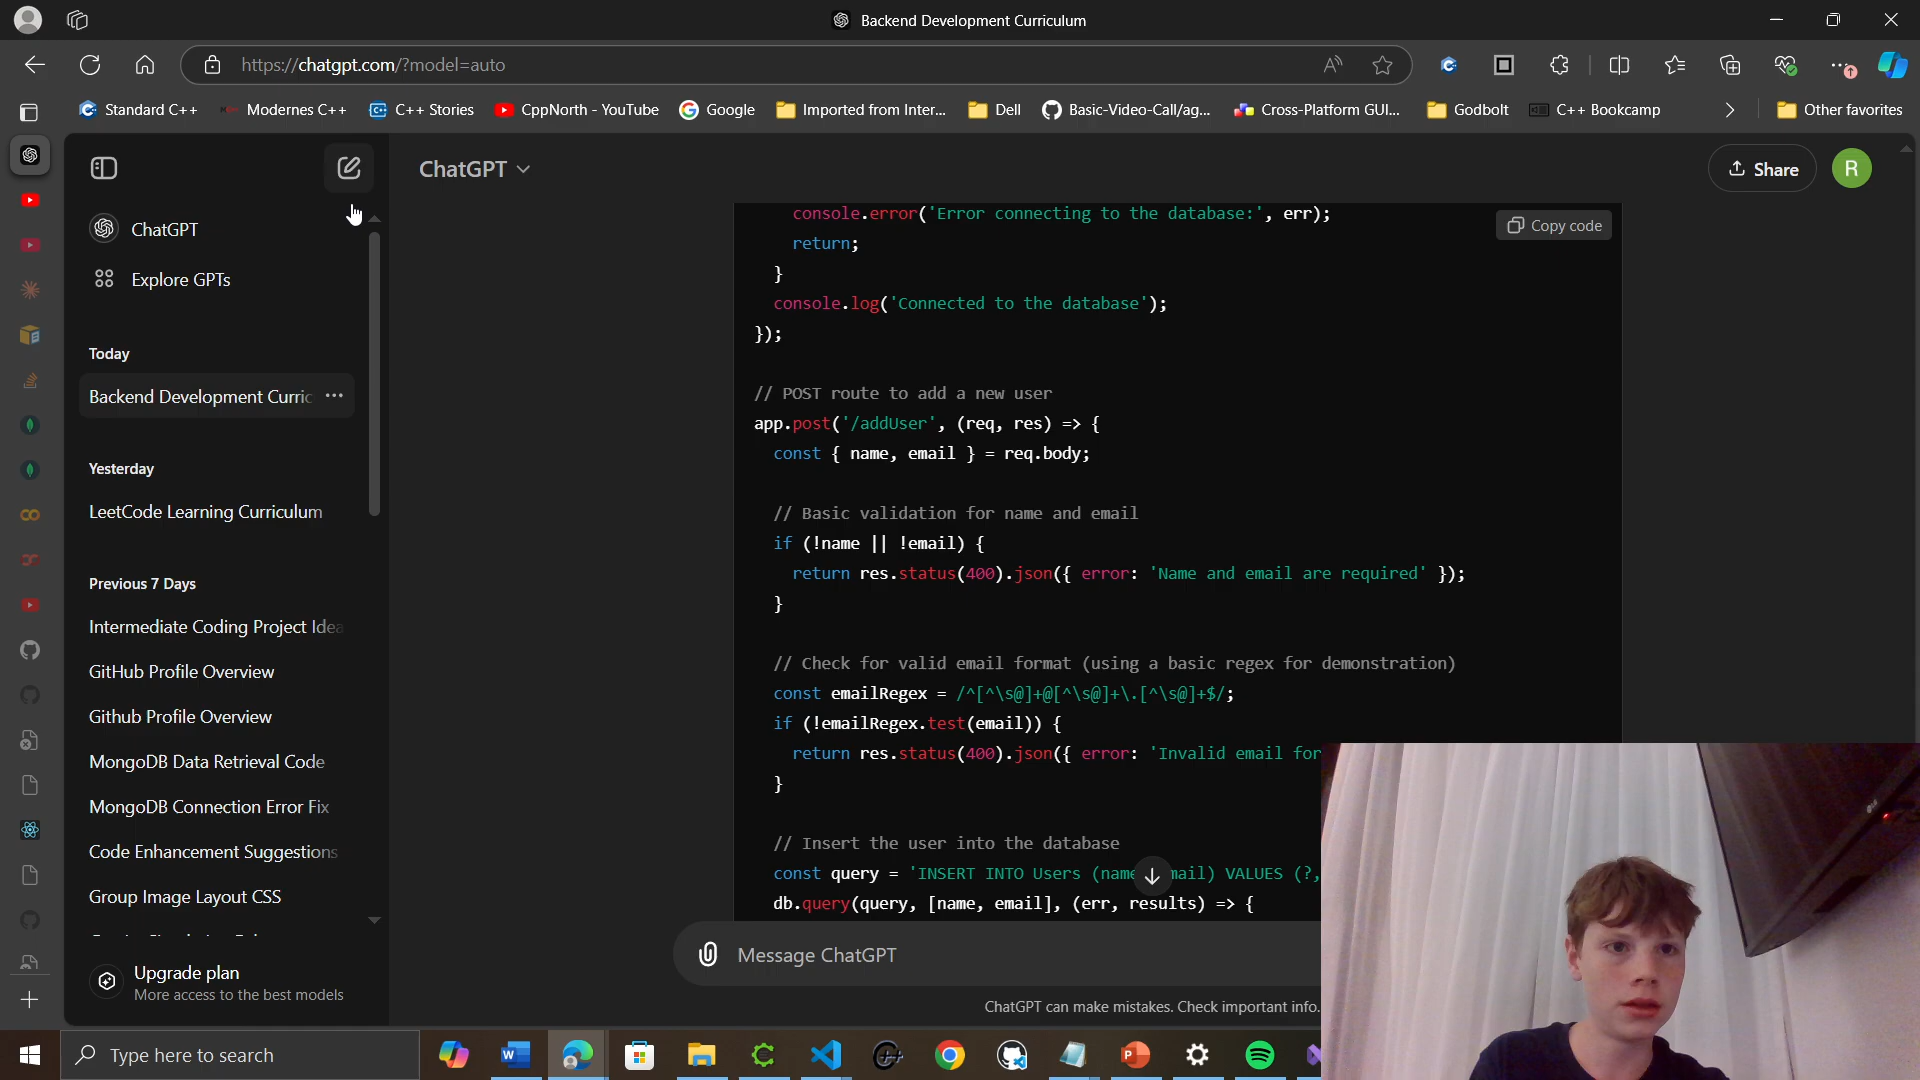 Backend Development Curriculum
https://chatgpt.com/?model=auto
Standard C++
Modernes C++
C++ Stories
CppNorth - YouTube
Google
Imported from Inter...
Dell
Basic-Video-Call/ag...
Cross-Platform GUI...
Godbolt
C++ Bookcamp
Other favorites
ChatGPT
Share
R
ChatGPT
Explore GPTs
Today
Backend Development Curric
Yesterday
LeetCode Learning Curriculum
Previous 7 Days
Intermediate Coding Project Idea
GitHub Profile Overview
Github Profile Overview
MongoDB Data Retrieval Code
MongoDB Connection Error Fix
Code Enhancement Suggestions
Group Image Layout CSS
Upgrade plan
More access to the best models
Copy code
console.error('Error connecting to the database:', err);
return;
}
console.log('Connected to the database');
});
// POST route to add a new user
app.post('/addUser', (req, res) => {
const { name, email } = req.body;
// Basic validation for name and email
if (!name || !email) {
return res.status(400).json({ error: 'Name and email are required' });
}
// Check for valid email format (using a basic regex for demonstration)
const emailRegex = /^[^\s@]+@[^\s@]+\.[^\s@]+$/;
if (!emailRegex.test(email)) {
return res.status(400).json({ error: 'Invalid email for
}
// Insert the user into the database
const query = 'INSERT INTO Users (name mail) VALUES (?,
db.query(query, [name, email], (err, results) => {
Message ChatGPT
ChatGPT can make mistakes. Check important info.
Type here to search